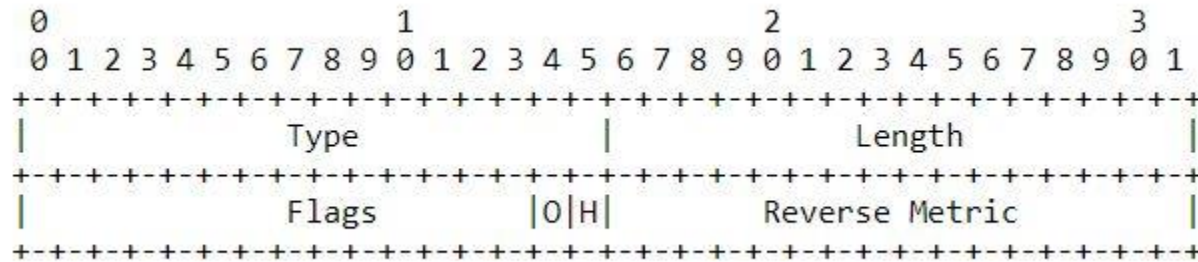 0                   1                   2                   3
 0 1 2 3 4 5 6 7 8 9 0 1 2 3 4 5 6 7 8 9 0 1 2 3 4 5 6 7 8 9 0 1
+-+-+-+-+-+-+-+-+-+-+-+-+-+-+-+-+-+-+-+-+-+-+-+-+-+-+-+-+-+-+-+-+
|              Type             |             Length            |
+-+-+-+-+-+-+-+-+-+-+-+-+-+-+-+-+-+-+-+-+-+-+-+-+-+-+-+-+-+-+-+-+
|              Flags        |O|H|        Reverse Metric         |
+-+-+-+-+-+-+-+-+-+-+-+-+-+-+-+-+-+-+-+-+-+-+-+-+-+-+-+-+-+-+-+-+